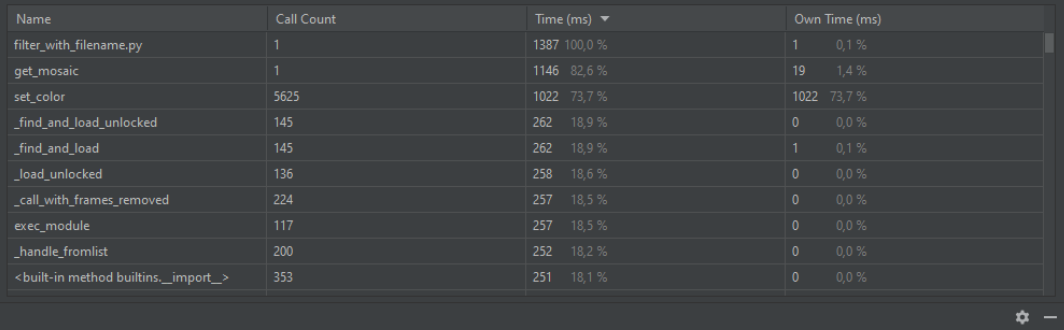 Name Call Count Time (ms) Own Time (ms)
filter_with_filename.py 1 1387 100,0 % 1 0,1 %
get_mosaic 1 1146 82,6 % 19 1,4 %
set_color 5625 1022 73,7 % 1022 73,7 %
_find_and_load_unlocked 145 262 18,9 % 0 0,0 %
_find_and_load 145 262 18,9 % 1 0,1 %
_load_unlocked 136 258 18,6 % 0 0,0 %
_call_with_frames_removed 224 257 18,5 % 0 0,0 %
exec_module 117 257 18,5 % 0 0,0 %
_handle_fromlist 200 252 18,2 % 0 0,0 %
<built-in method builtins.__import__> 353 251 18,1 % 0 0,0 %